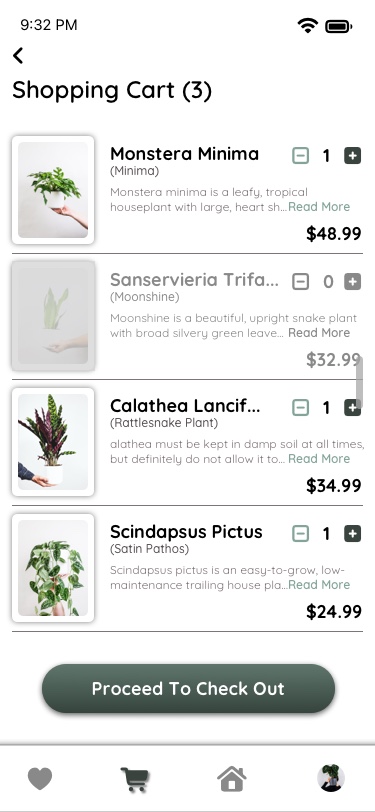 9:32 PM
Shopping Cart (3)
Monstera Minima
1
(Minima)
Monstera minima is a leafy, tropical
houseplant with large, heart sh...Read More
$48.99
Sanservieria Trifa...
0
(Moonshine)
Moonshine is a beautiful, upright snake plant
with broad silvery green leave... Read More
$32.99
Calathea Lancif...
1
(Rattlesnake Plant)
alathea must be kept in damp soil at all times,
but definitely do not allow it to... Read More
$34.99
Scindapsus Pictus
1
(Satin Pathos)
Scindapsus pictus is an easy-to-grow, low-
maintenance trailing house pla...Read More
$24.99
Proceed To Check Out